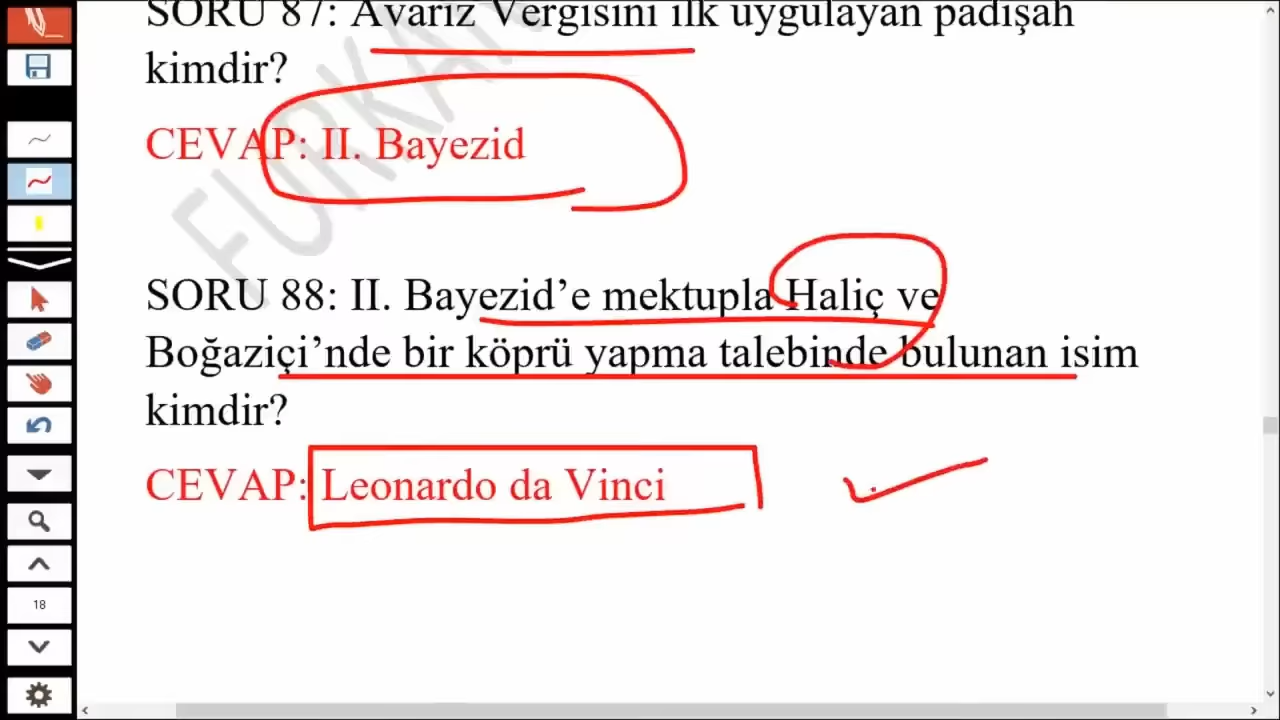 SORU 87: Avarız Vergisini ilk uygulayan padişah
kimdir?
CEVAP: II. Bayezid
SORU 88: II. Bayezid’e mektupla Haliç ve
Boğaziçi’nde bir köprü yapma talebinde bulunan isim
kimdir?
CEVAP: Leonardo da Vinci
18
FURKAN